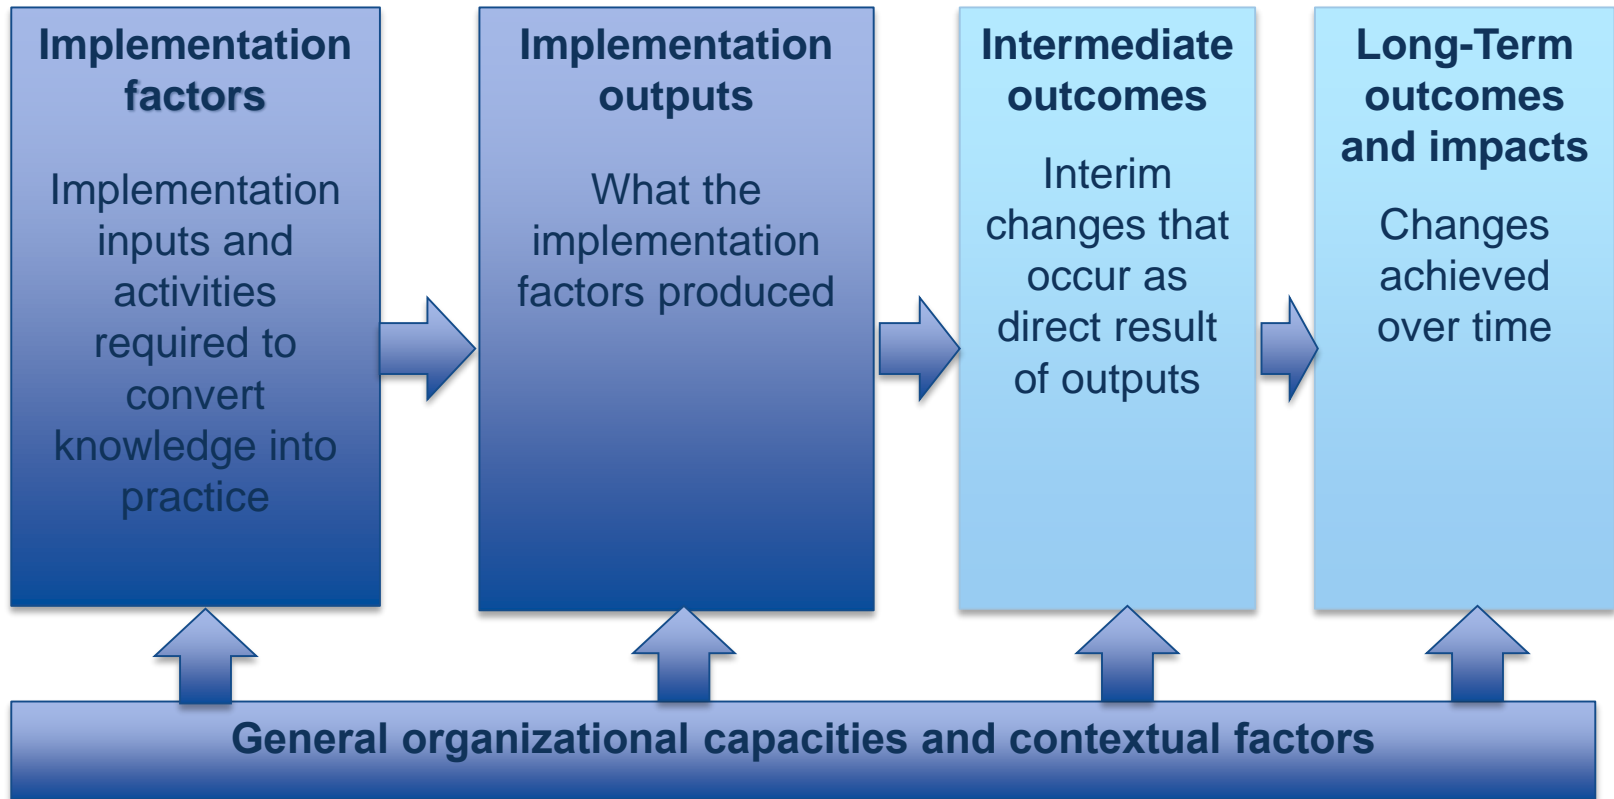 Implementation
factors
Implementation
inputs and
activities
required to
convert
knowledge into
practice
Implementation
outputs
What the
implementation
factors produced
Intermediate
outcomes
Interim
changes that
occur as
direct result
of outputs
Long-Term
outcomes
and impacts
Changes
achieved
over time
General organizational capacities and contextual factors